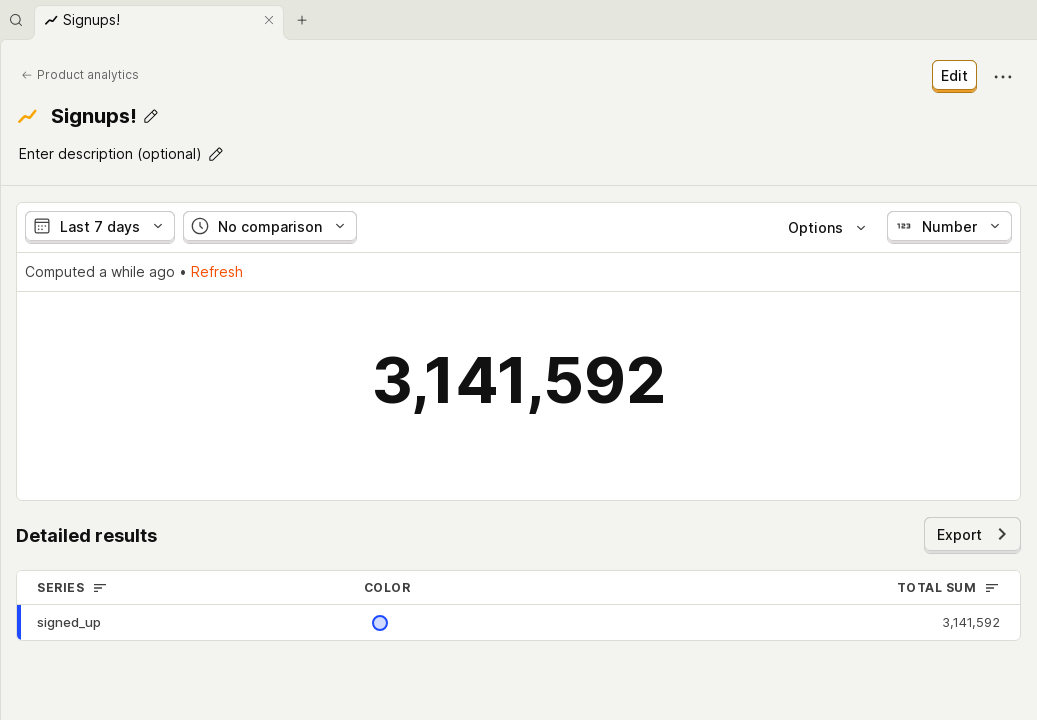 Signups!
Product analytics
Edit
Signups!
Enter description (optional)
Last 7 days
No comparison
Options
123 Number
Computed a while ago • Refresh
3,141,592
Detailed results
Export
SERIES COLOR TOTAL SUM
signed_up 3,141,592